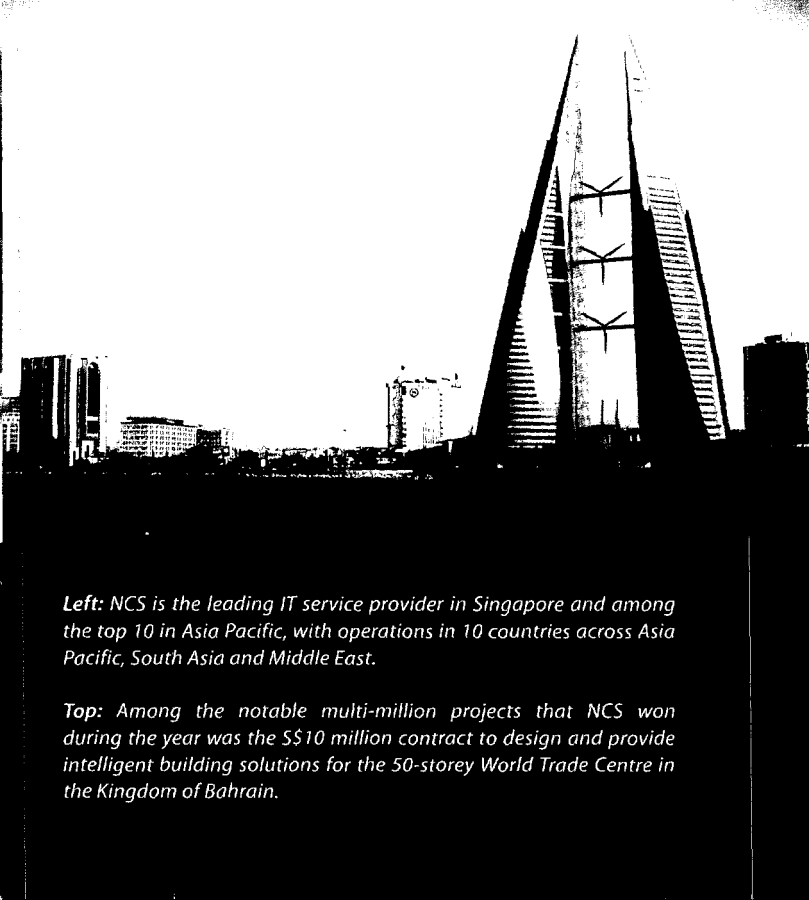 Left: NCS is the leading IT service provider in Singapore and among
the top 10 in Asia Pacific, with operations in 10 countries across Asia
Pacific, South Asia and Middle East.
Top: Among the notable multi-million projects that NCS won
during the year was the S$10 million contract to design and provide
intelligent building solutions for the 50-storey World Trade Centre in
the Kingdom of Bahrain.